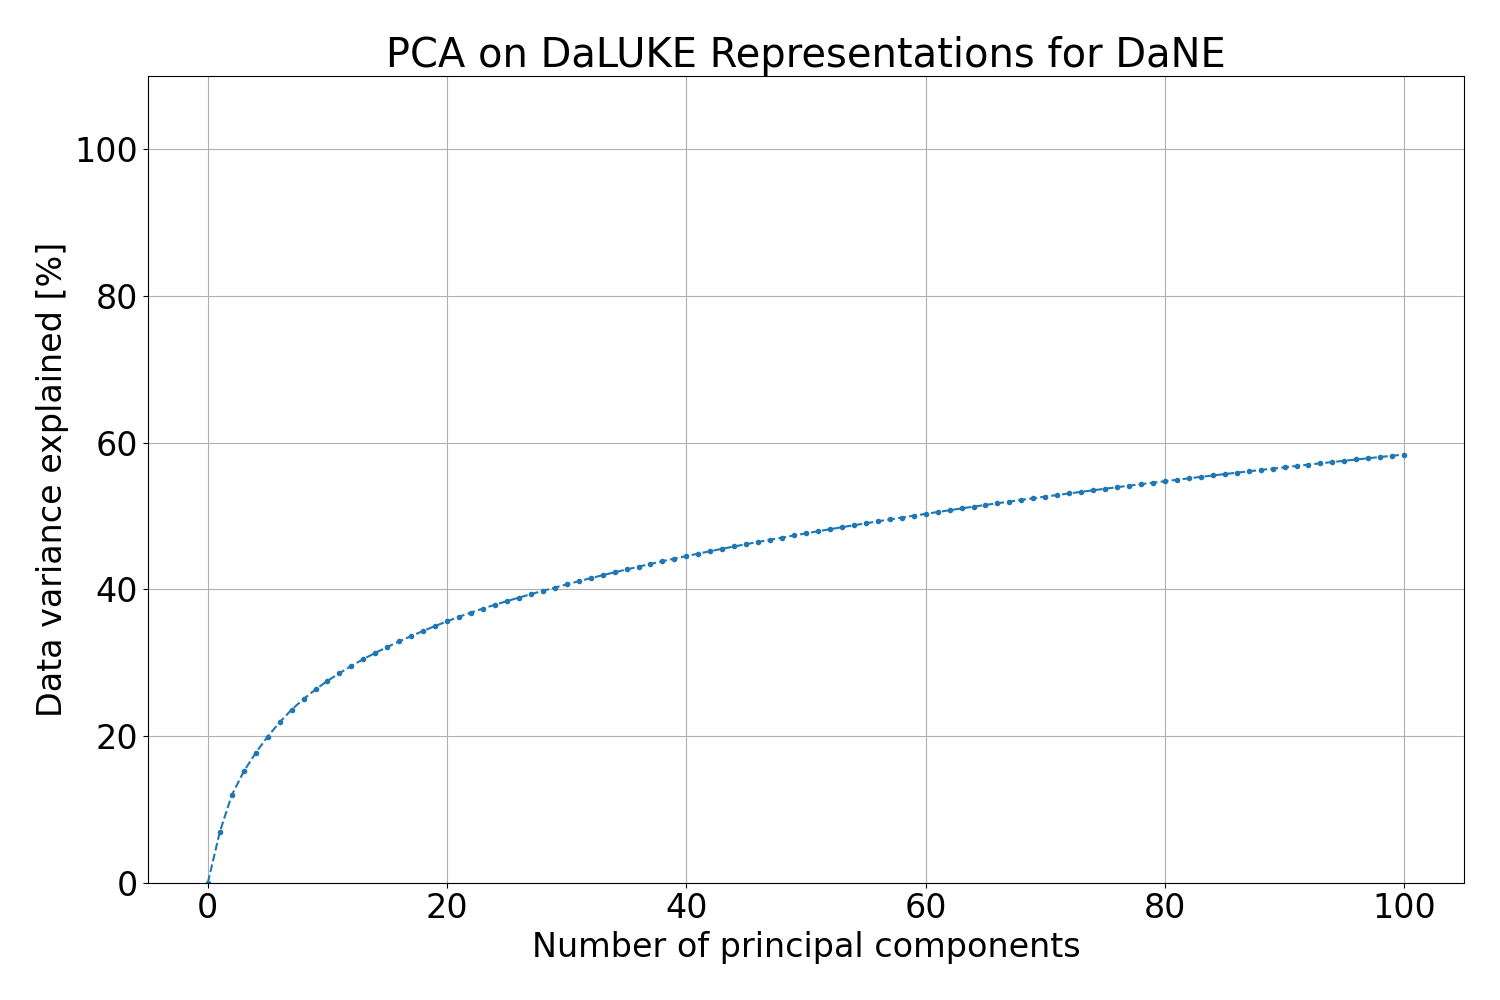 PCA on DaLUKE Representations for DaNE
Data variance explained [%]
100
80
60
40
20
0
0 20 40 60 80 100
Number of principal components